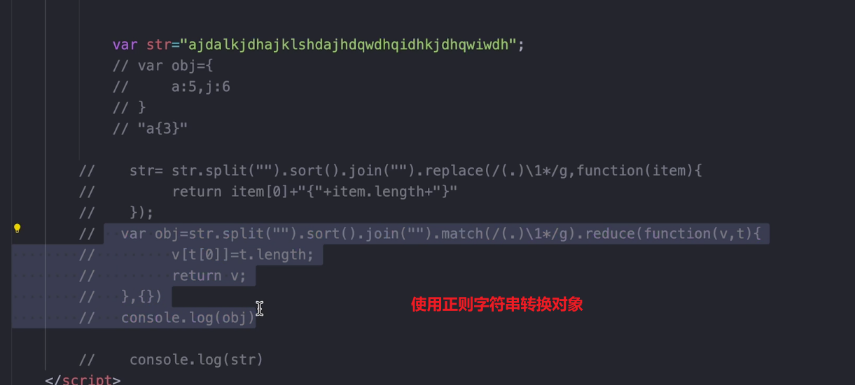 var str="ajdalkjdhajklshdajhdqwdhqidhkjdhqwiwdh";
// var obj={
//     a:5,j:6
// }
// "a{3}"
//    str= str.split("").sort().join("").replace(/(.)\1*/g,function(item){
//         return item[0]+"{"+item.length+"}"
//    });
//   var obj=str.split("").sort().join("").match(/(.)\1*/g).reduce(function(v,t){
//         v[t[0]]=t.length;
//         return v;
//   },{})
//   console.log(obj)
使用正则字符串转换对象
//    console.log(str)
</script>